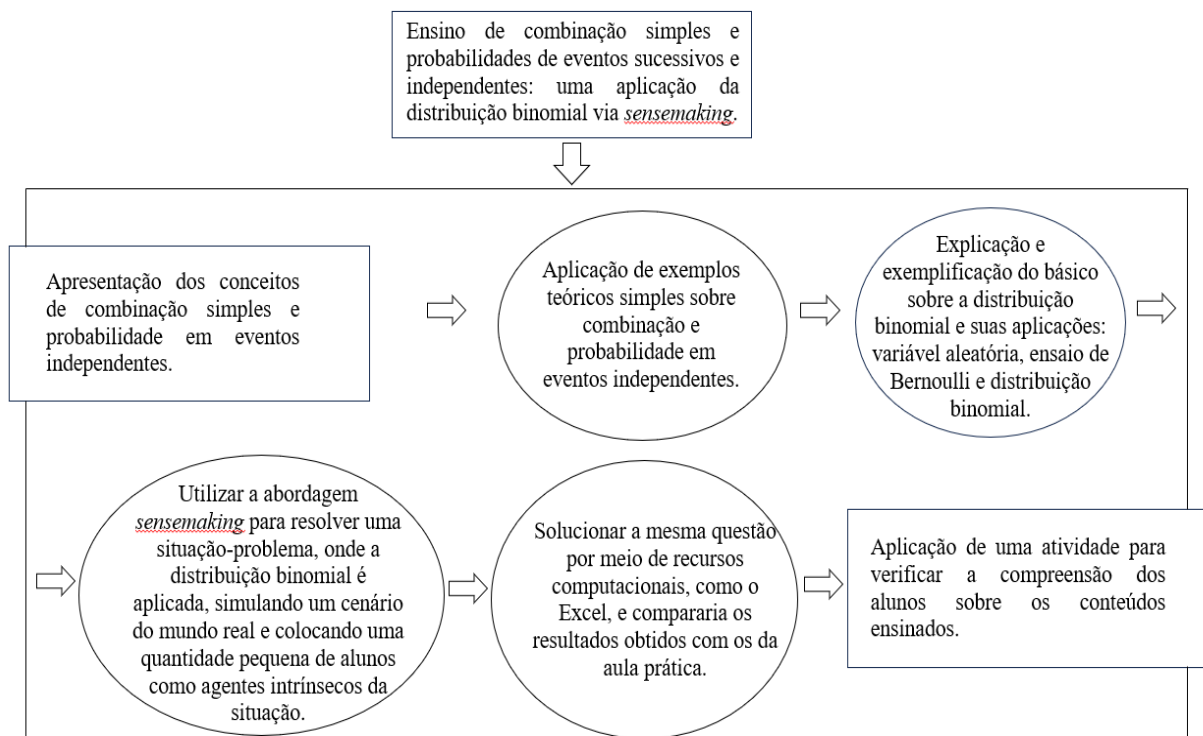 Ensino de combinação simples e
probabilidades de eventos sucessivos e
independentes: uma aplicação da
distribuição binomial via sensemaking.
Apresentação dos conceitos
de combinação simples e
probabilidade em eventos
independentes.
Aplicação de exemplos
teóricos simples sobre
combinação e
probabilidade em
eventos independentes.
Explicação e
exemplificação do básico
sobre a distribuição
binomial e suas aplicações:
variável aleatória, ensaio de
Bernoulli e distribuição
binomial.
Utilizar a abordagem
sensemaking para resolver uma
situação-problema, onde a
distribuição binomial é
aplicada, simulando um cenário
do mundo real e colocando uma
quantidade pequena de alunos
como agentes intrínsecos da
situação.
Solucionar a mesma questão
por meio de recursos
computacionais, como o
Excel, e compararia os
resultados obtidos com os da
aula prática.
Aplicação de uma atividade para
verificar a compreensão dos
alunos sobre os conteúdos
ensinados.